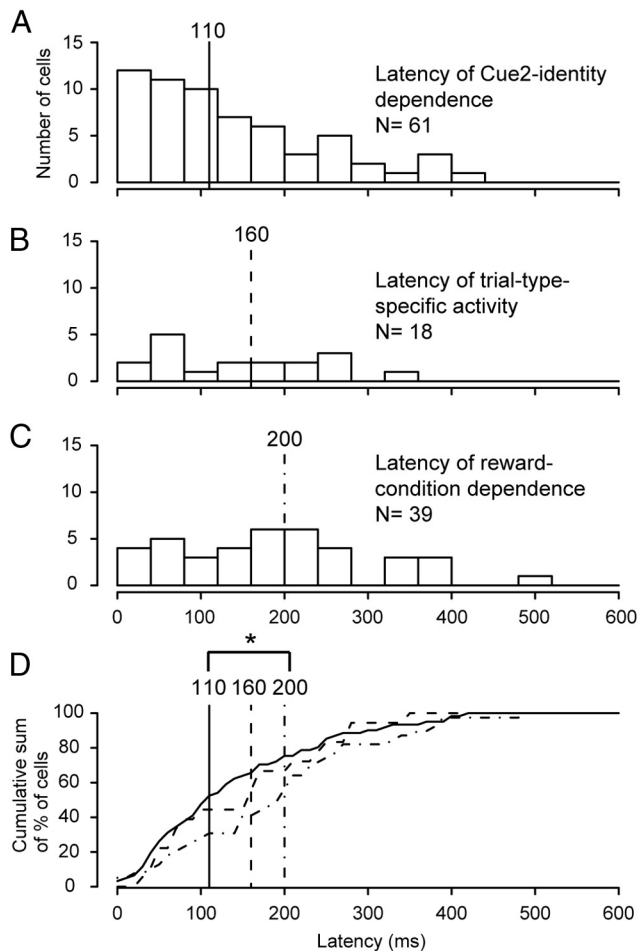 A
110
15
10
5
0
Number of cells
Latency of Cue2-identity
dependence
N= 61
B
160
15
10
5
0
Latency of trial-type-
specific activity
N= 18
C
200
15
10
5
0
Latency of reward-
condition dependence
N= 39
0 100 200 300 400 500 600
*
D
110 160 200
100
80
60
40
20
0
Cumulative sum
of % of cells
0 100 200 300 400 500 600
Latency (ms)